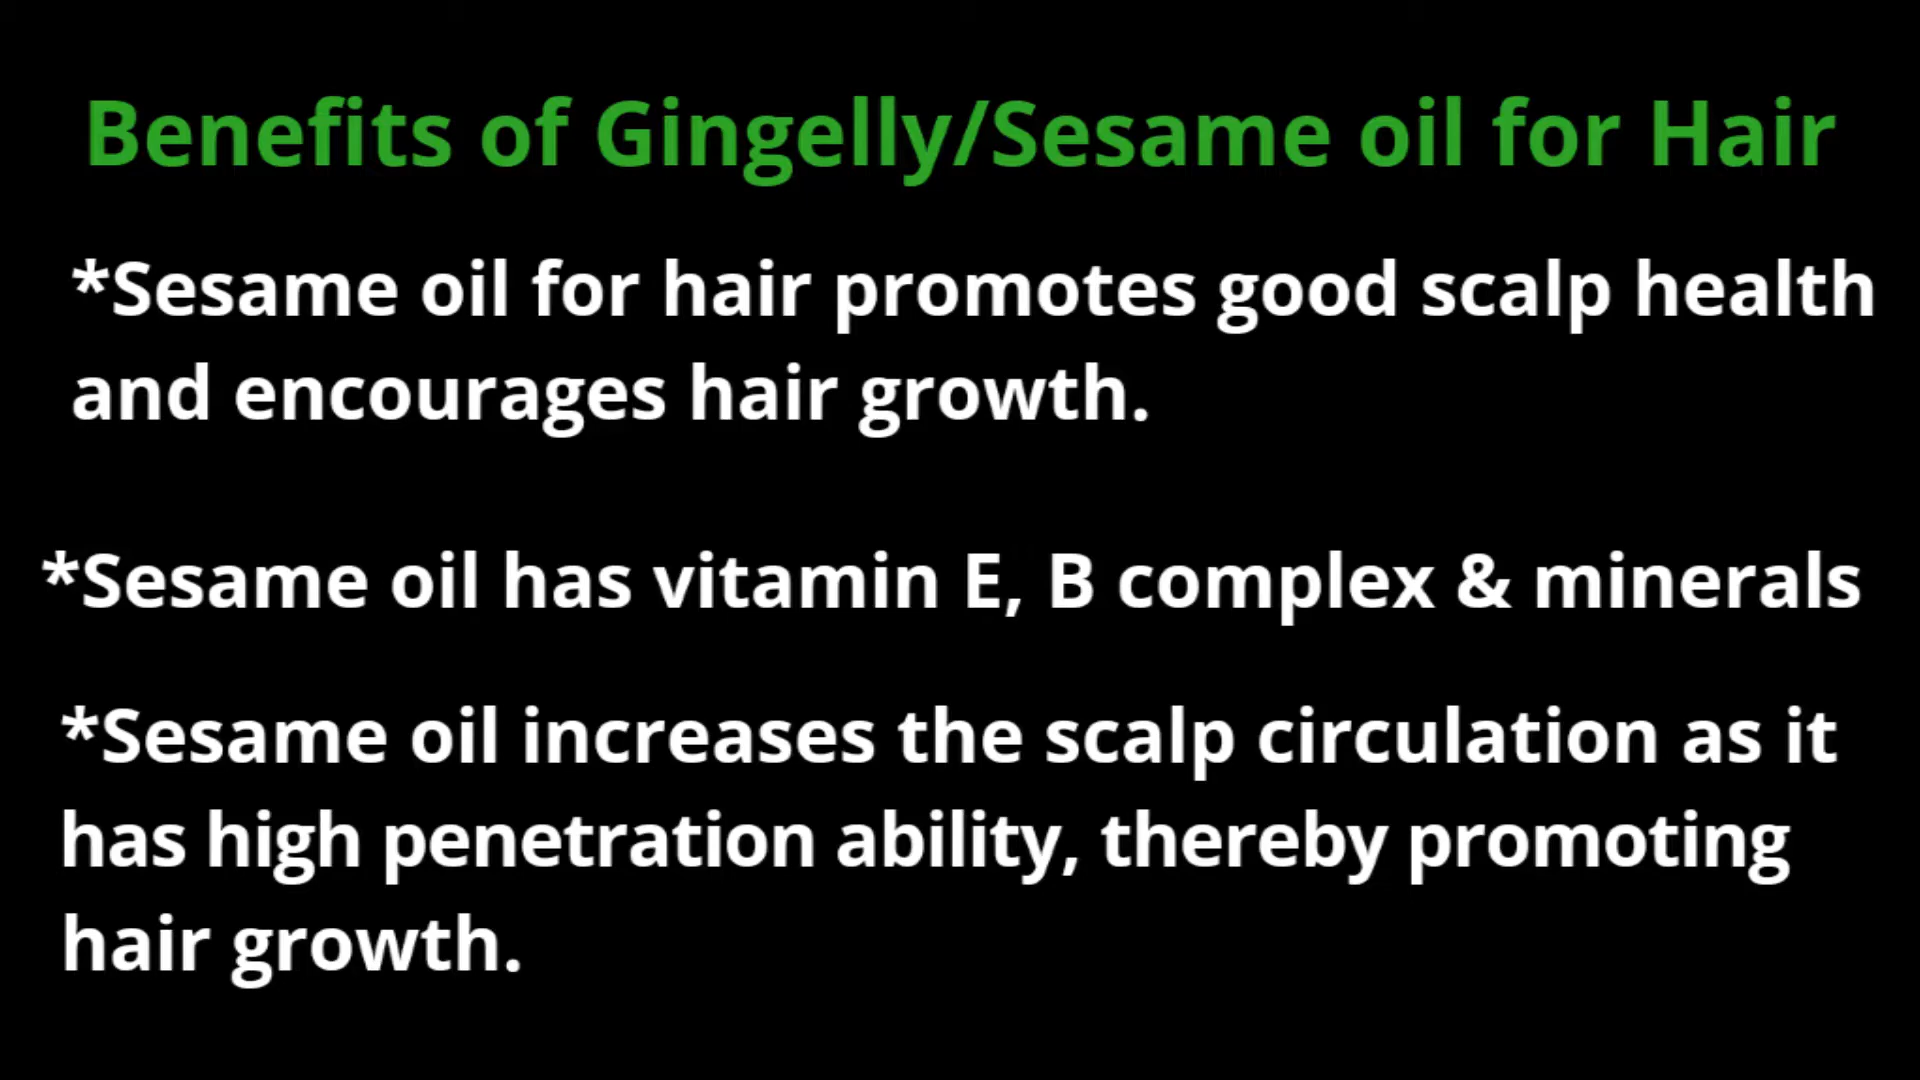 Benefits of Gingelly/Sesame oil for Hair
*Sesame oil for hair promotes good scalp health
and encourages hair growth.
*Sesame oil has vitamin E, B complex & minerals
*Sesame oil increases the scalp circulation as it
has high penetration ability, thereby promoting
hair growth.